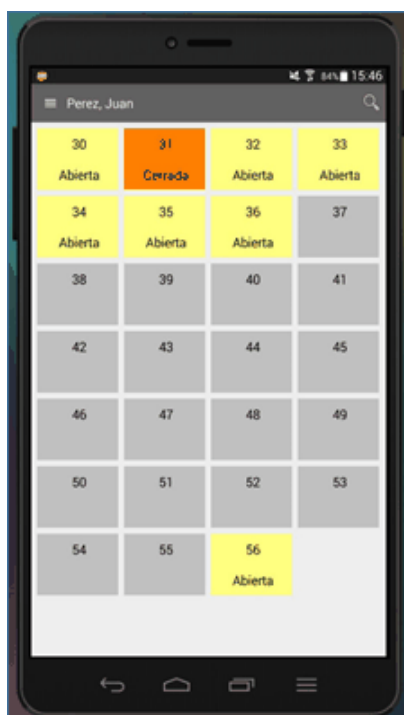 84% 15:46
Perez, Juan
30 31 32 33
Abierta Cerrada Abierta Abierta
34 35 36 37
Abierta Abierta Abierta
38 39 40 41
42 43 44 45
46 47 48 49
50 51 52 53
54 55 56
Abierta